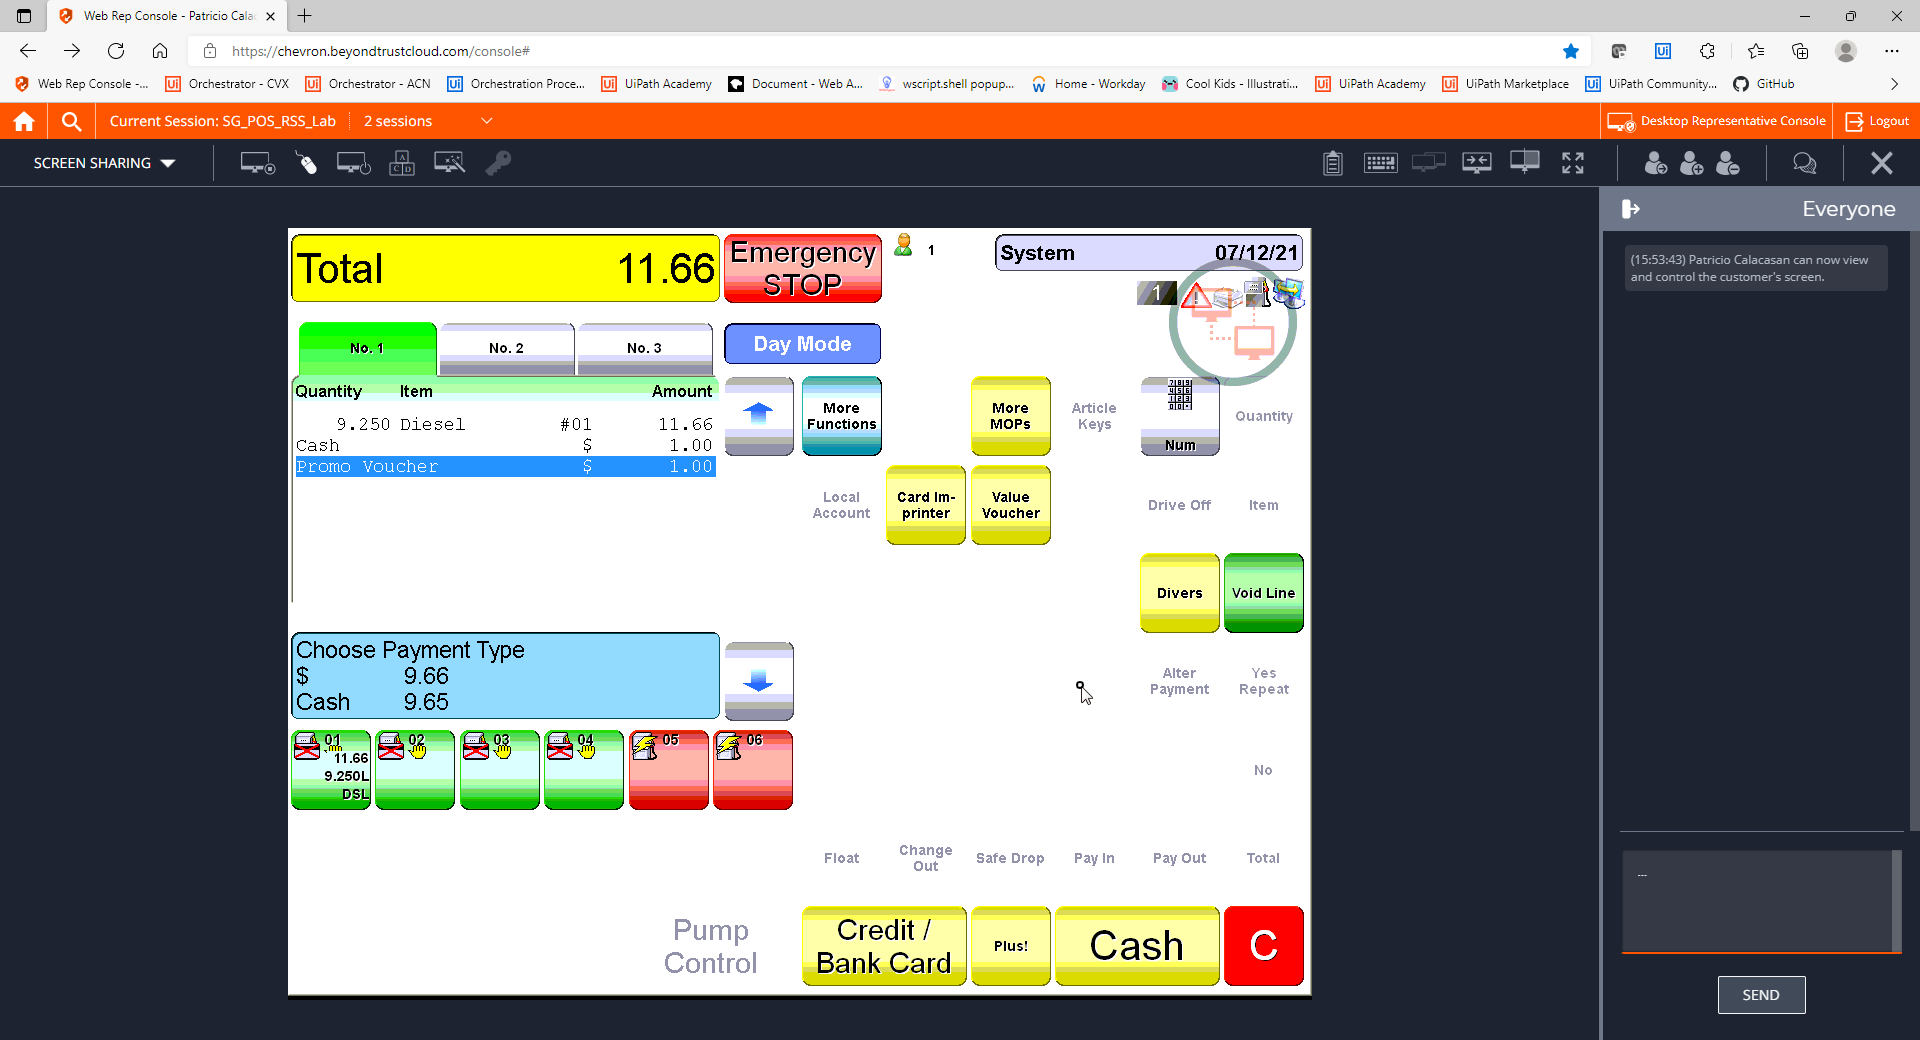 Web Rep Console - Patricio Cala
https://chevron.beyondtrustcloud.com/console#
Web Rep Console -...
Orchestrator - CVX
Orchestrator - ACN
Orchestration Proce...
UiPath Academy
Document - Web A...
wscript.shell popup...
Home - Workday
Cool Kids - Illustrati...
UiPath Academy
UiPath Marketplace
UiPath Community...
GitHub
Current Session: SG_POS_RSS_Lab
2 sessions
Desktop Representative Console
Logout
SCREEN SHARING
Everyone
(15:53:43) Patricio Calacasan can now view
and control the customer's screen.
Total 11.66
Emergency
STOP
1
System 07/12/21
1
No. 1
No. 2
No. 3
Day Mode
Quantity Item Amount
9.250 Diesel #01 11.66
Cash $ 1.00
Promo Voucher $ 1.00
More
Functions
More
MOPs
Article
Keys
Num
Quantity
Local
Account
Card Im-
printer
Value
Voucher
Drive Off
Item
Divers
Void Line
Choose Payment Type
$ 9.66
Cash 9.65
Alter
Payment
Yes
Repeat
01
11.66
9.250L
DSL
02
03
04
05
06
No
Float
Change
Out
Safe Drop
Pay In
Pay Out
Total
Pump
Control
Credit /
Bank Card
Plus!
Cash
C
...
SEND